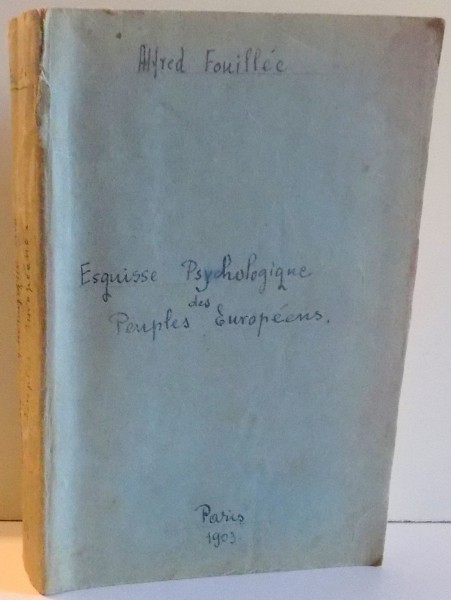 Alfred Fouillée
Esquisse Psychologique
des
Peuples Européens.
Paris
1903